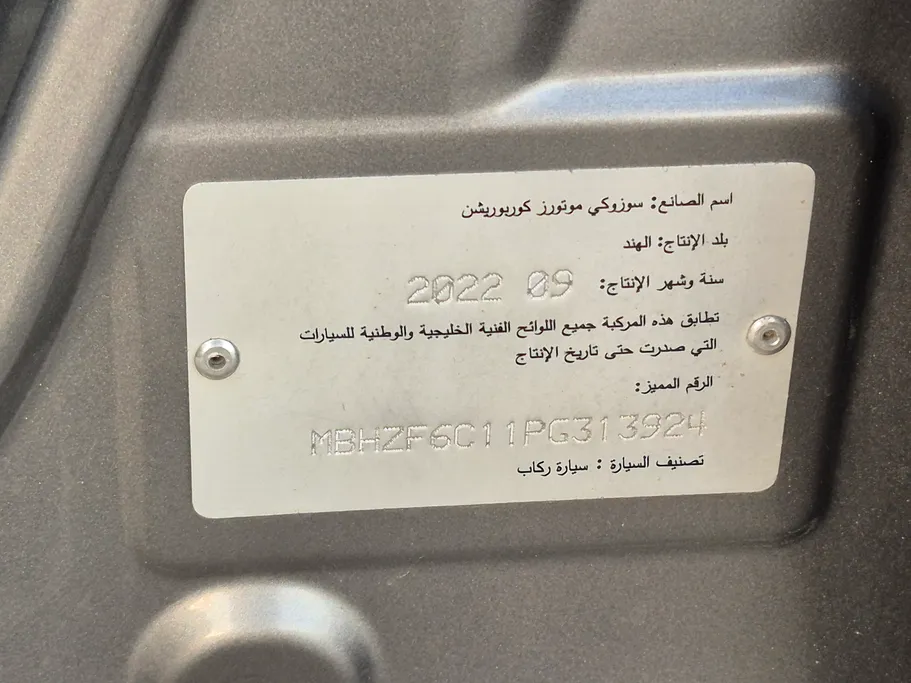 اسم الصانع: سوزوكي موتورز كوربوريشن
بلد الإنتاج: الهند
سنة وشهر الإنتاج: 2022 09
تطابق هذه المركبة جميع اللوائح الفنية الخليجية والوطنية للسيارات
التي صدرت حتى تاريخ الإنتاج
الرقم المميز:
MBHZF6C11PG313924
تصنيف السيارة : سيارة ركاب